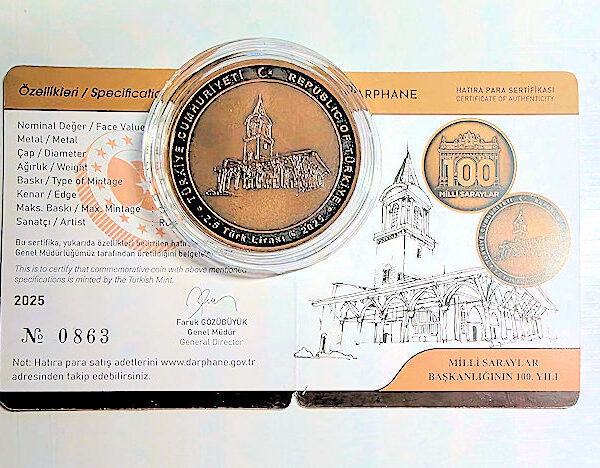 Özellikleri / Specificatio
Nominal Değer / Face Value
Metal / Metal
Çap / Diameter
Ağırlık / Weight
Baskı / Type of Mintage
Kenar / Edge
Maks. Baskı / Max. Mintage
Sanatçı / Artist
Bu sertifika, yukarıda özellikleri belirtilen hatıra
Genel Müdürlüğümüz tarafından üretildiğini belgele
This is to certify that commemorative coin with above mentioned
specifications is minted by the Turkish Mint.
2025
№ 0863
Faruk GÖZÜBÜYÜK
Genel Müdür
General Director
Not: Hatıra para satış adetlerini www.darphane.gov.tr
adresinden takip edebilirsiniz.
TÜRKİYE CUMHURİYETİ REPUBLIC OF TÜRKİYE
2.5 Türk Lirası 2025
DARPHANE
HATIRA PARA SERTİFİKASI
CERTIFICATE OF AUTHENTICITY
100
MİLLİ SARAYLAR
MİLLİ SARAYLAR
BAŞKANLIĞININ 100. YILI